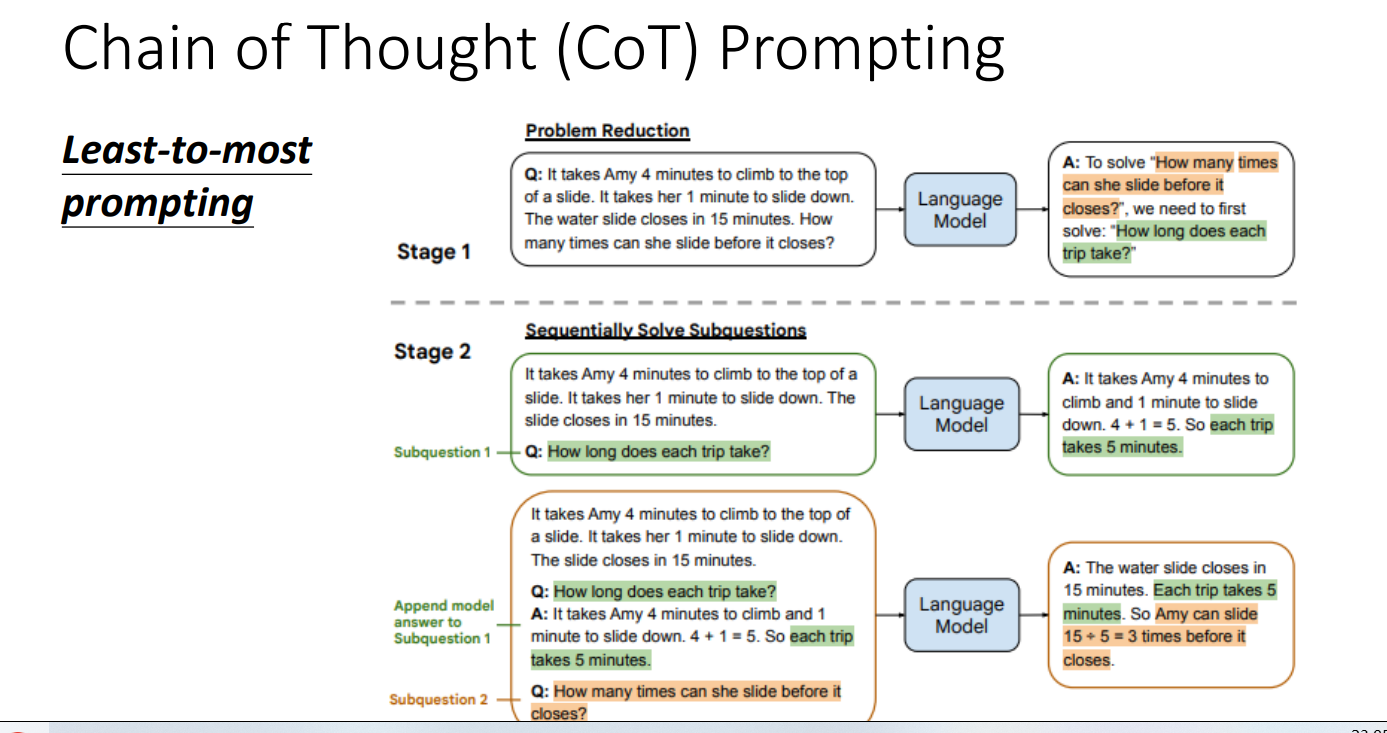 Chain of Thought (CoT) Prompting
Least-to-most
prompting
Problem Reduction
Stage 1
Q: It takes Amy 4 minutes to climb to the top
of a slide. It takes her 1 minute to slide down.
The water slide closes in 15 minutes. How
many times can she slide before it closes?
Language
Model
A: To solve "How many times
can she slide before it
closes?", we need to first
solve: "How long does each
trip take?"
Sequentially Solve Subquestions
Stage 2
It takes Amy 4 minutes to climb to the top of a
slide. It takes her 1 minute to slide down. The
slide closes in 15 minutes.
Subquestion 1
Q: How long does each trip take?
Language
Model
A: It takes Amy 4 minutes to
climb and 1 minute to slide
down. 4 + 1 = 5. So each trip
takes 5 minutes.
It takes Amy 4 minutes to climb to the top of
a slide. It takes her 1 minute to slide down.
The slide closes in 15 minutes.
Append model
answer to
Subquestion 1
Q: How long does each trip take?
A: It takes Amy 4 minutes to climb and 1
minute to slide down. 4 + 1 = 5. So each trip
takes 5 minutes.
Subquestion 2
Q: How many times can she slide before it
closes?
Language
Model
A: The water slide closes in
15 minutes. Each trip takes 5
minutes. So Amy can slide
15 ÷ 5 = 3 times before it
closes.